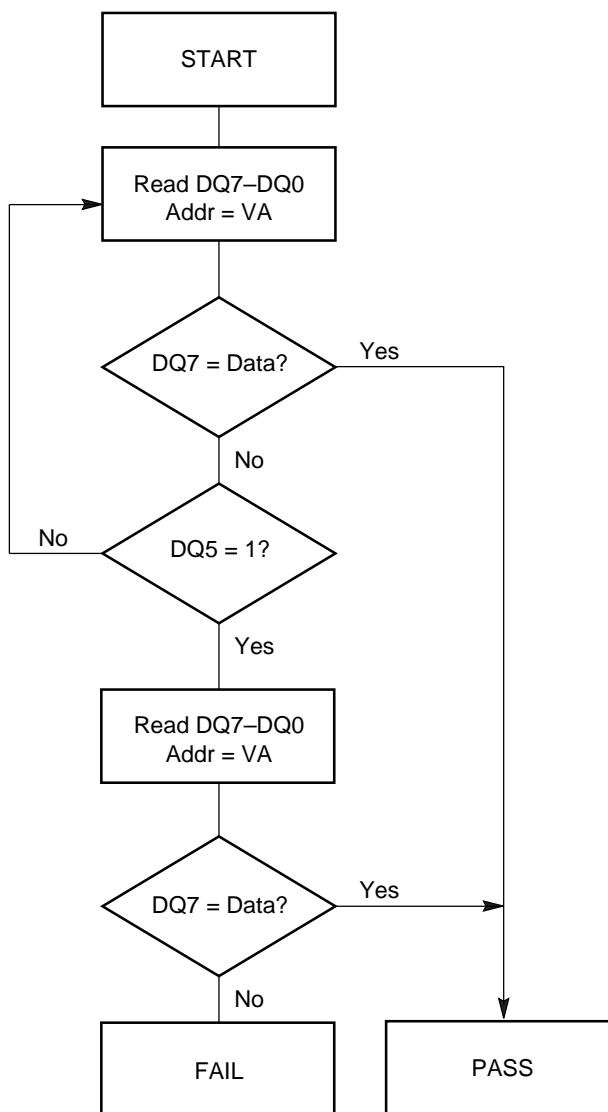 START
Read DQ7–DQ0
Addr = VA
DQ7 = Data?
Yes
No
No
DQ5 = 1?
Yes
Read DQ7–DQ0
Addr = VA
DQ7 = Data?
Yes
No
FAIL
PASS